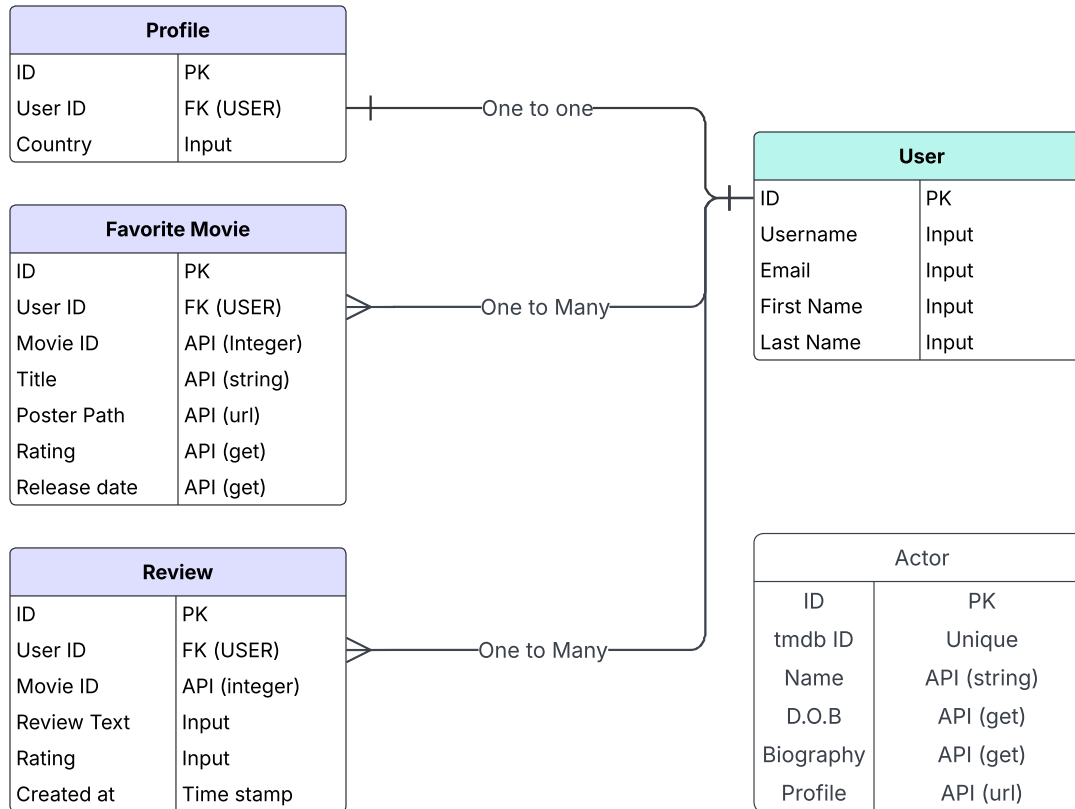 Profile
ID PK
User ID FK (USER)
Country Input
One to one
Favorite Movie
ID PK
User ID FK (USER)
Movie ID API (Integer)
Title API (string)
Poster Path API (url)
Rating API (get)
Release date API (get)
One to Many
Review
ID PK
User ID FK (USER)
Movie ID API (integer)
Review Text Input
Rating Input
Created at Time stamp
One to Many
User
ID PK
Username Input
Email Input
First Name Input
Last Name Input
Actor
ID PK
tmdb ID Unique
Name API (string)
D.O.B API (get)
Biography API (get)
Profile API (url)